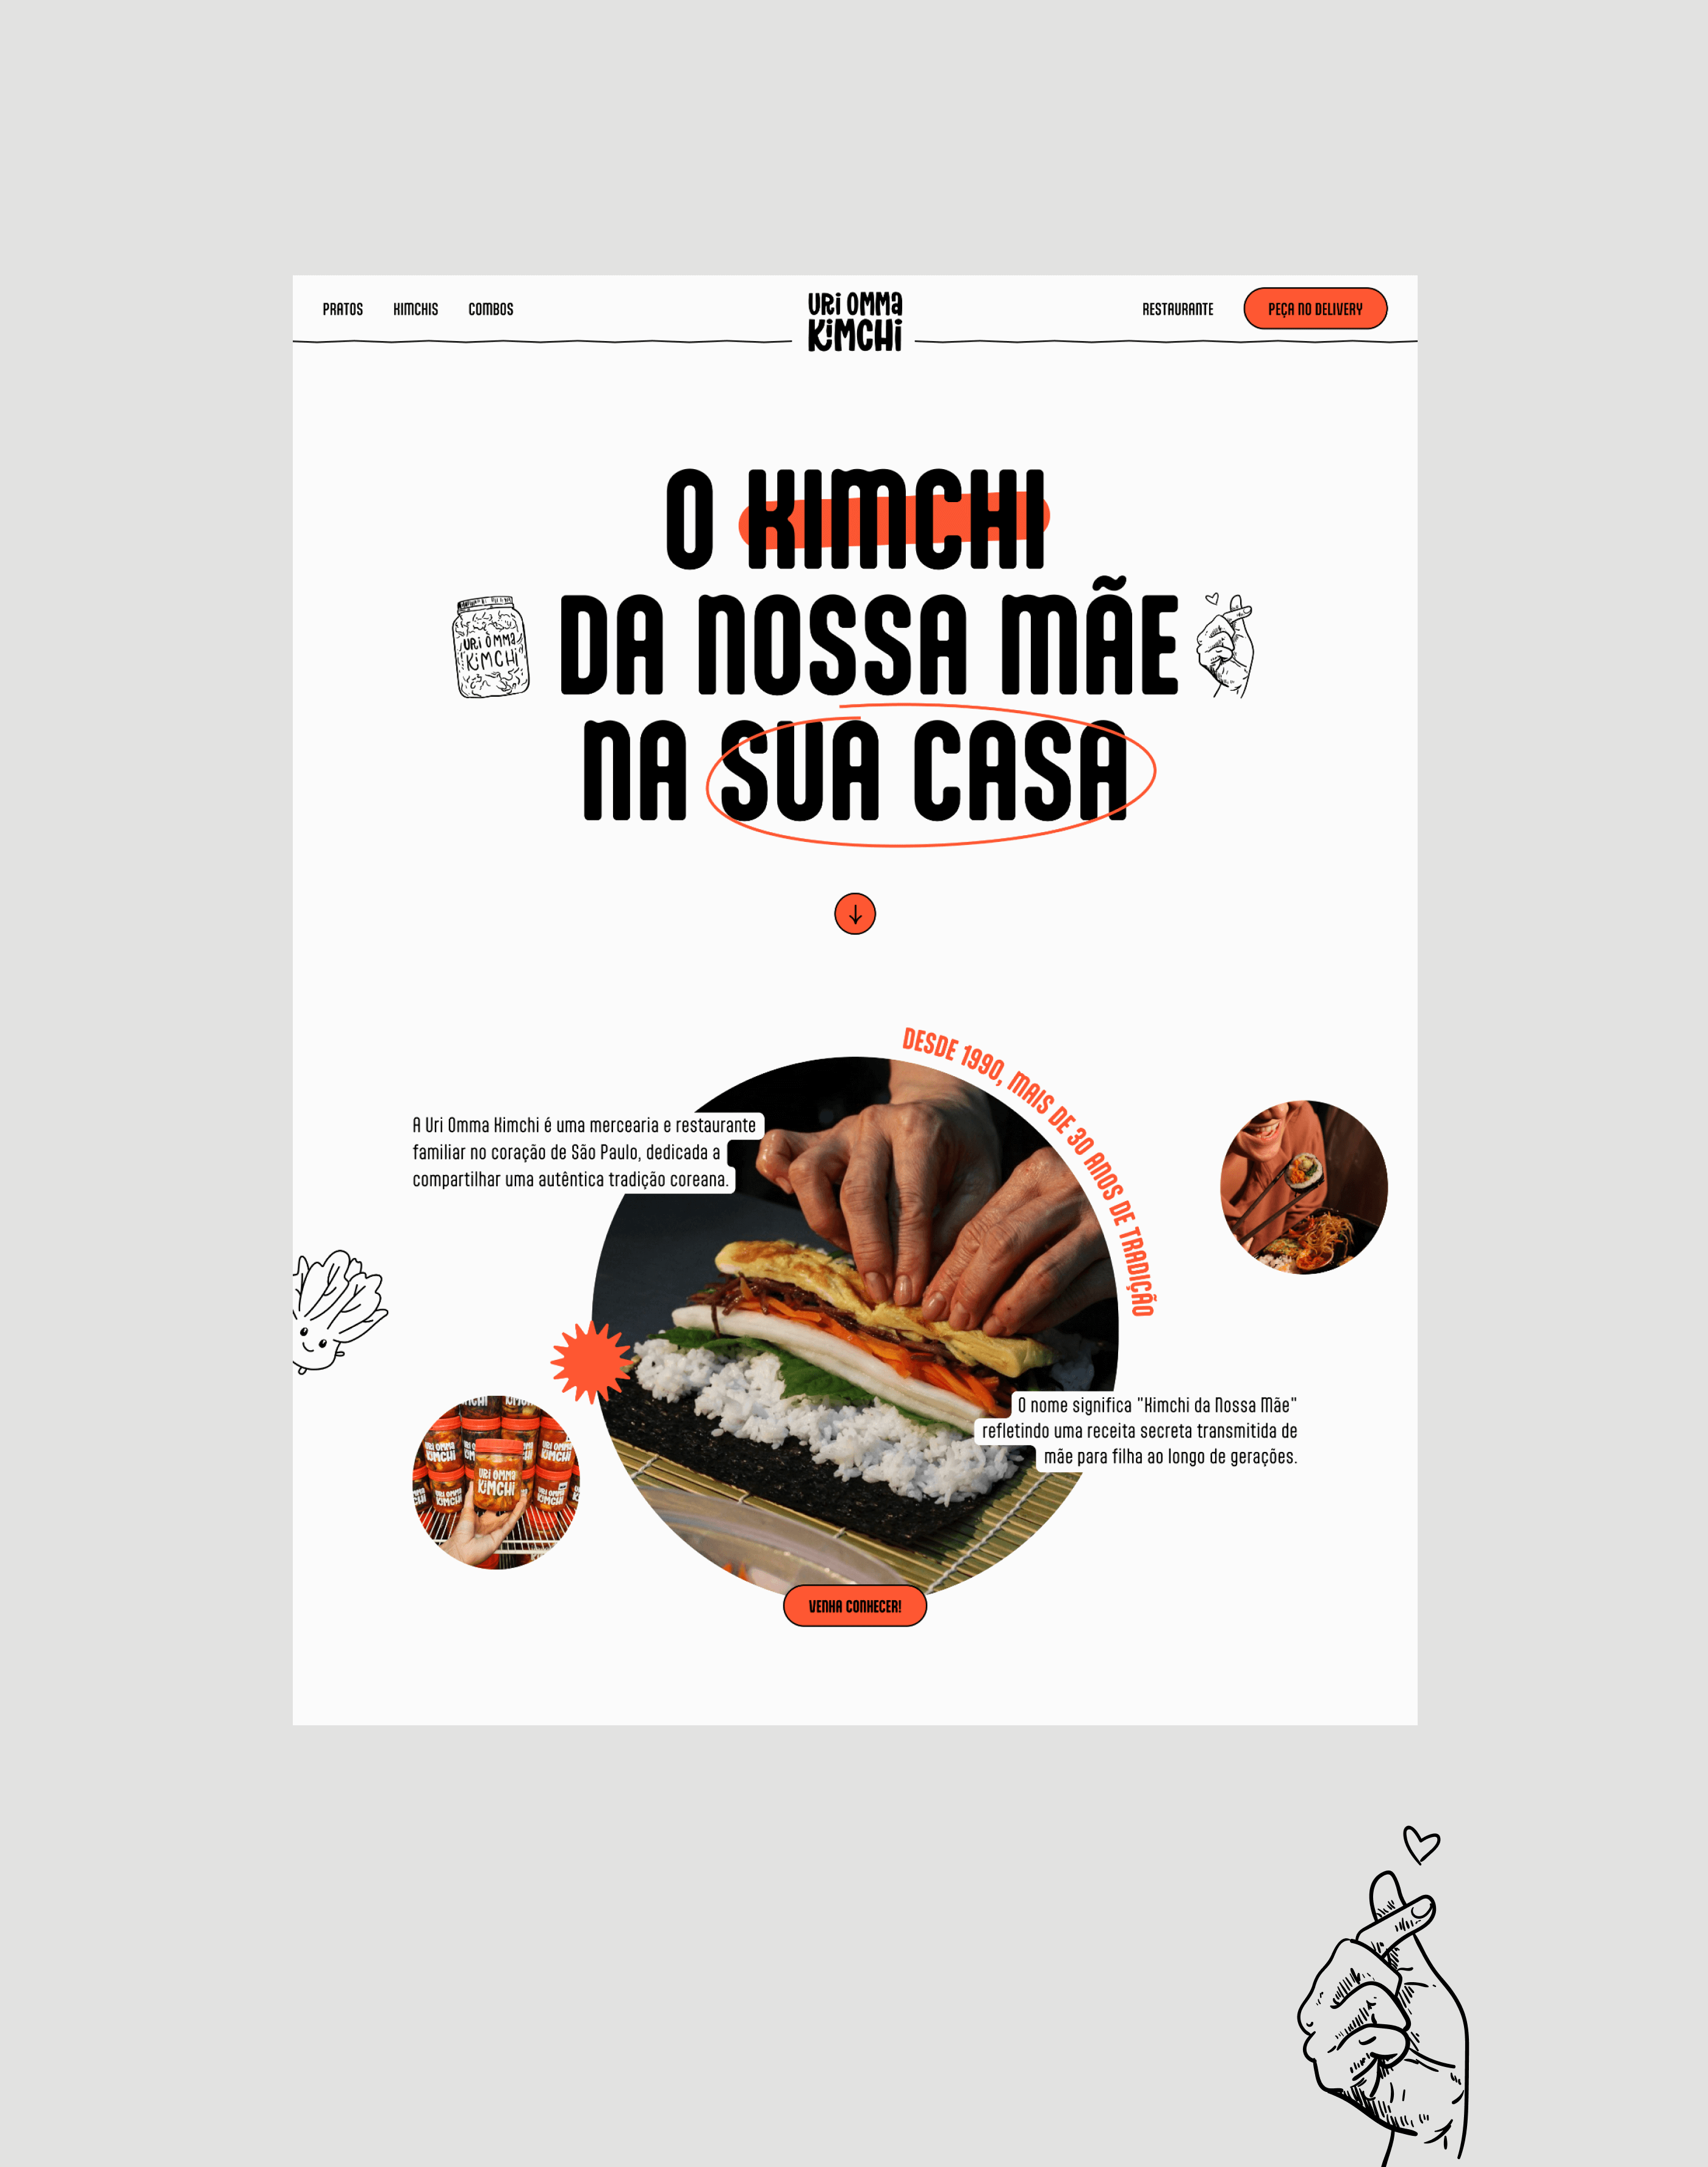 PRATOS KIMCHIS COMBOS
URi OMMa
KiMCHi
RESTAURANTE PEÇA NO DELIVERY
O KIMCHI
DA NOSSA MÃE
NA SUA CASA
URi OMMa
KiMCHi
DESDE 1990, MAIS DE 30 ANOS DE TRADIÇÃO
A Uri Omma Kimchi é uma mercearia e restaurante
familiar no coração de São Paulo, dedicada a
compartilhar uma autêntica tradição coreana.
O nome significa "Kimchi da Nossa Mãe"
refletindo uma receita secreta transmitida de
mãe para filha ao longo de gerações.
URi OMMa
KiMCHi
VENHA CONHECER!